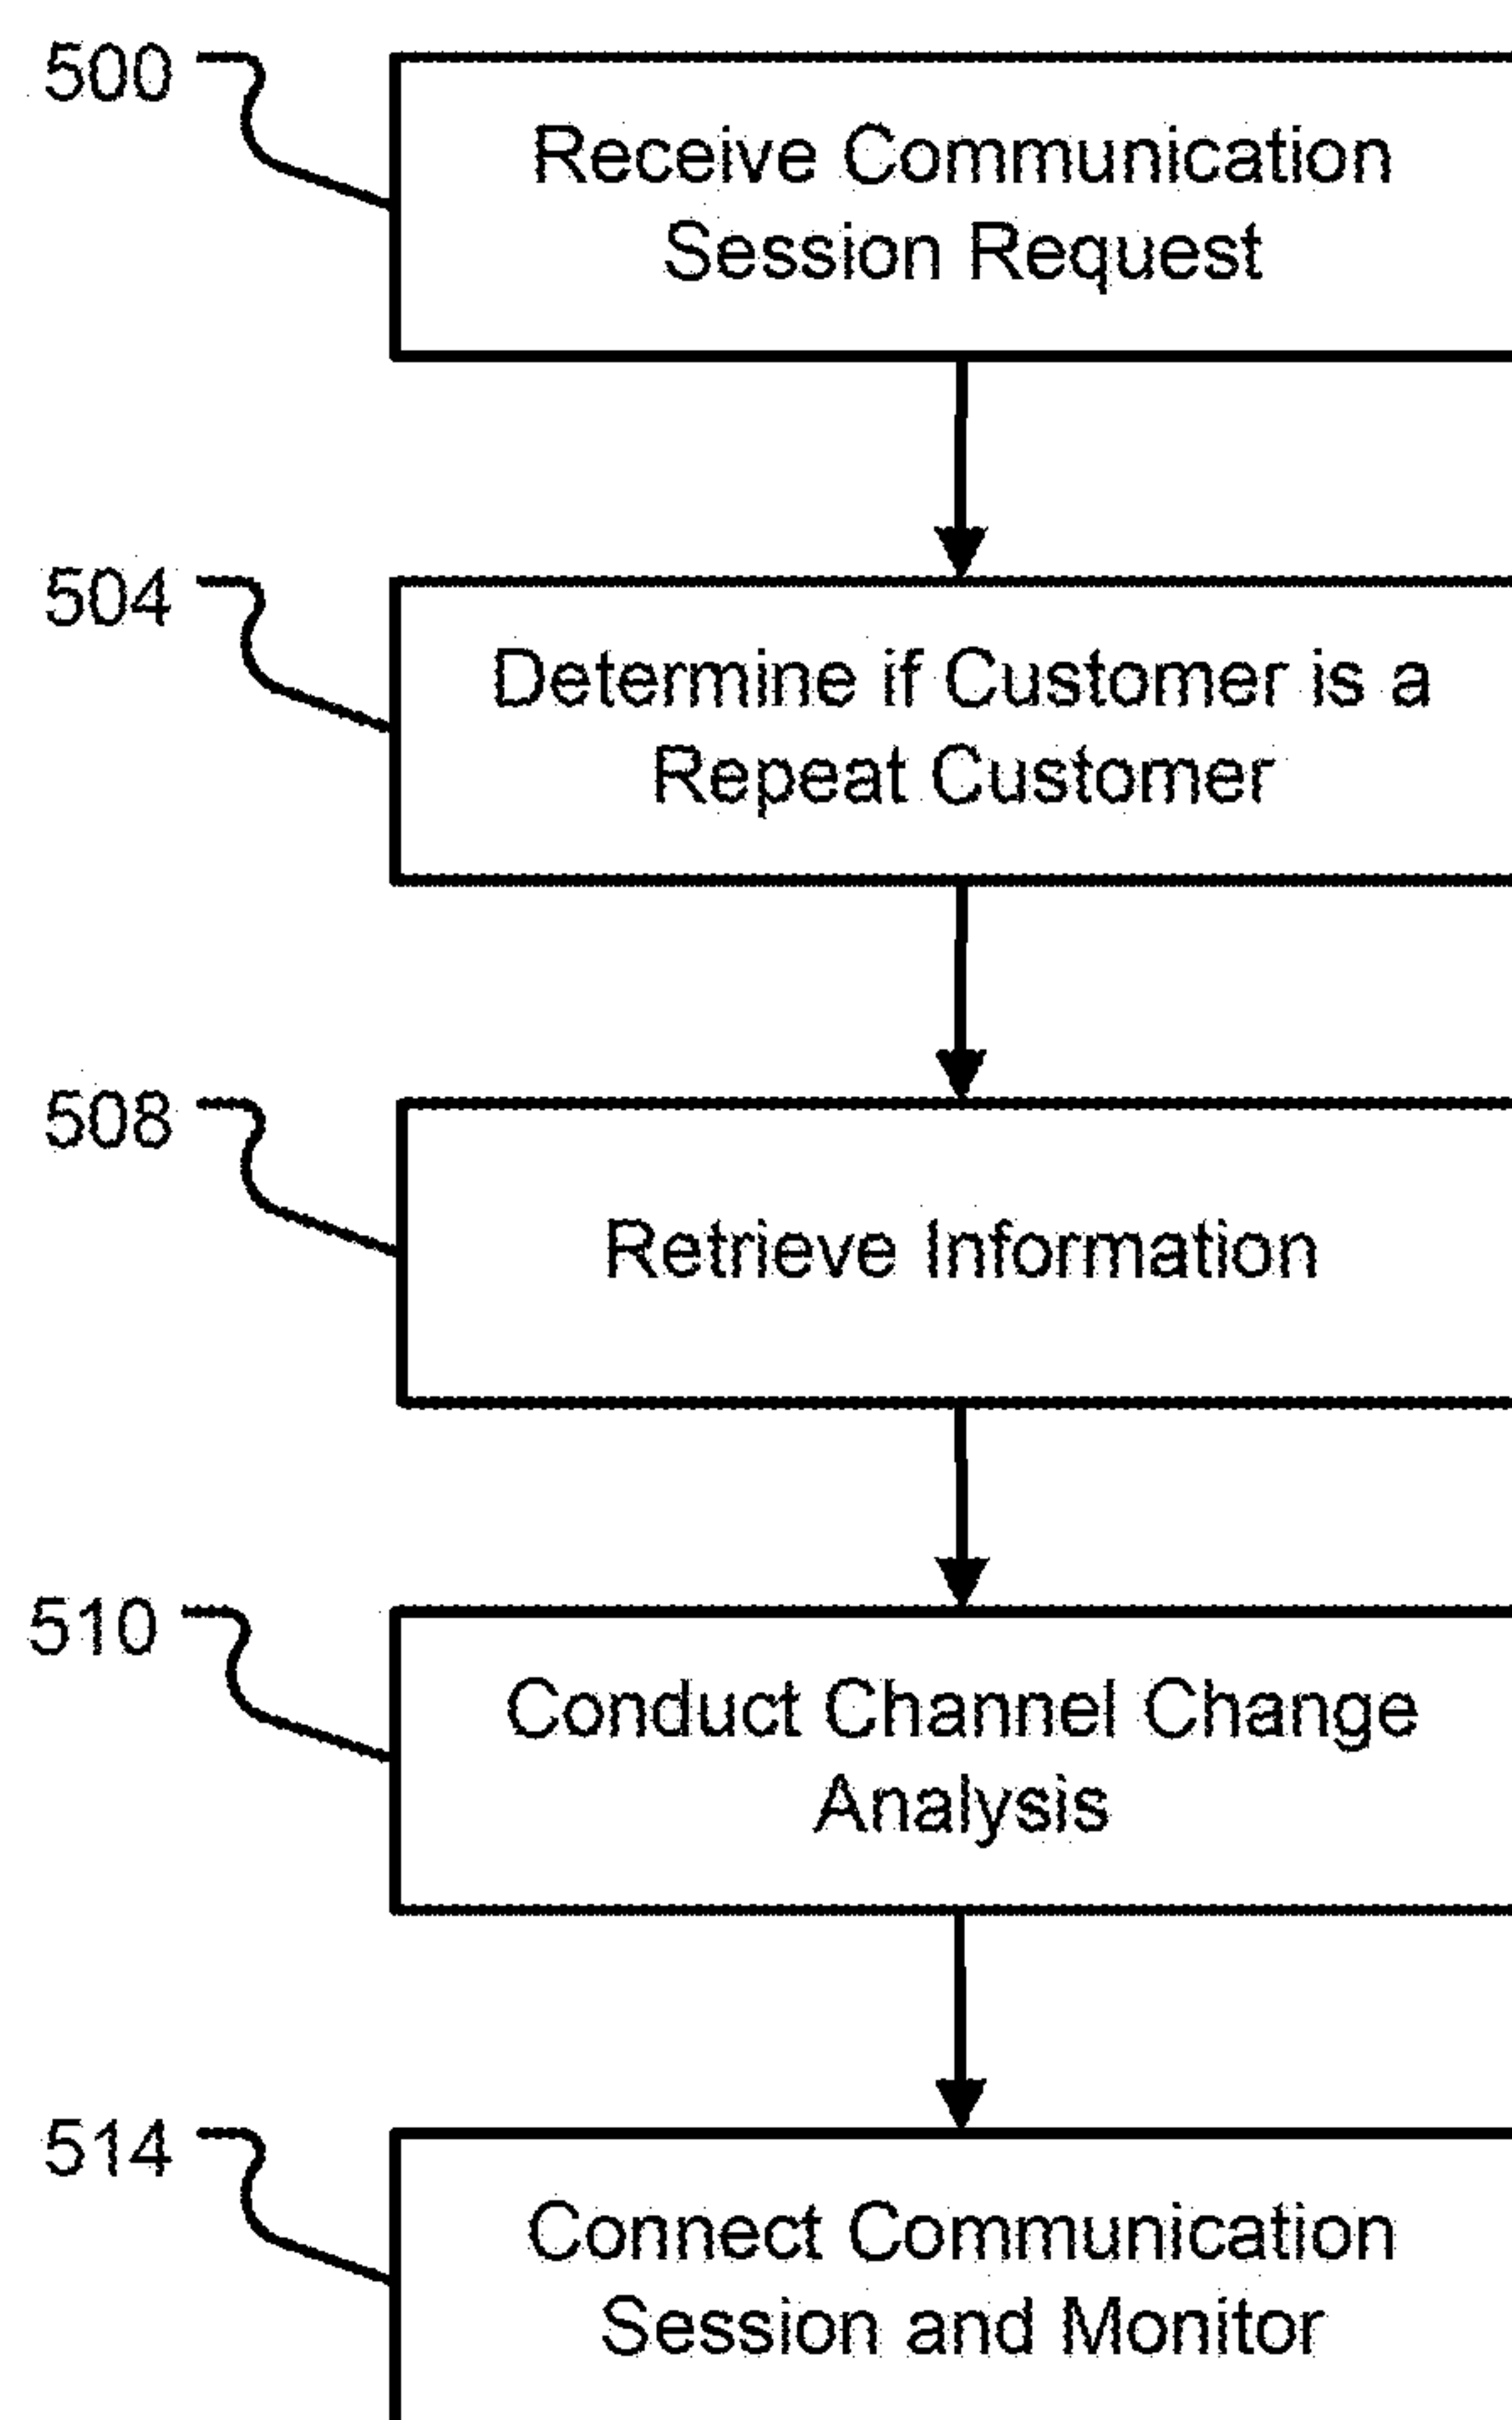 500
Receive Communication
Session Request
504
Determine if Customer is a
Repeat Customer
508
Retrieve Information
510
Conduct Channel Change
Analysis
514
Connect Communication
Session and Monitor